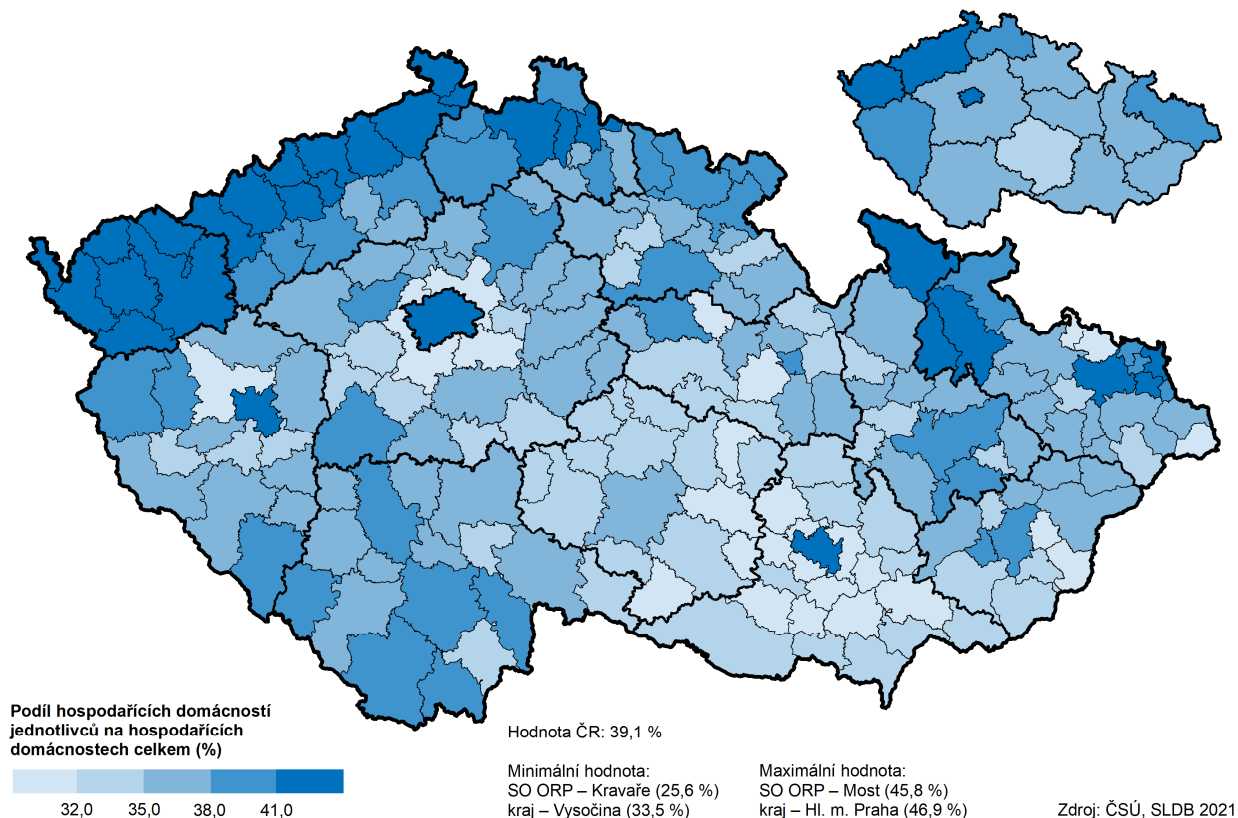 Podíl hospodařících domácností
jednotlivců na hospodařících
domácnostech celkem (%)
32,0 35,0 38,0 41,0
Hodnota ČR: 39,1 %
Minimální hodnota:
SO ORP – Kravaře (25,6 %)
kraj – Vysočina (33,5 %)
Maximální hodnota:
SO ORP – Most (45,8 %)
kraj – Hl. m. Praha (46,9 %)
Zdroj: ČSÚ, SLDB 2021